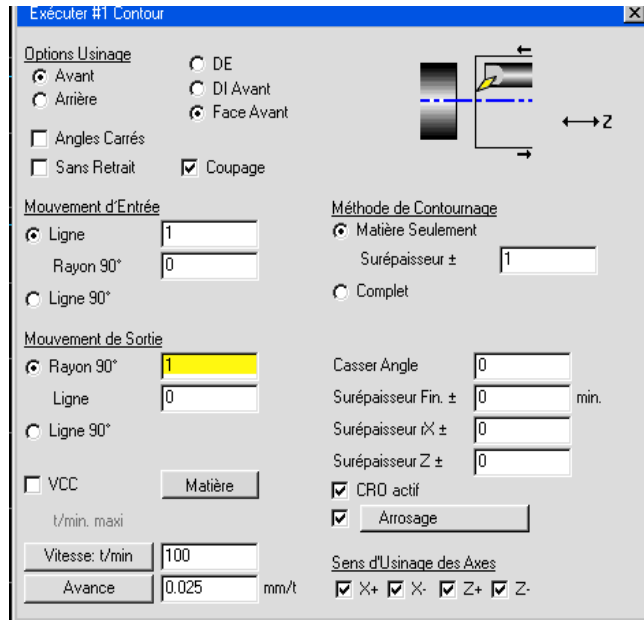 Exécuter #1 Contour
Options Usinage
Avant
Arrière
DE
DI Avant
Face Avant
Angles Carrés
Sans Retrait
Coupage
Z
Mouvement d'Entrée
Ligne 1
Rayon 90° 0
Ligne 90°
Méthode de Contournage
Matière Seulement
Surépaisseur ± 1
Complet
Mouvement de Sortie
Rayon 90° 1
Ligne 0
Ligne 90°
Casser Angle 0
Surépaisseur Fin. ± 0 min.
Surépaisseur rX ± 0
Surépaisseur Z ± 0
VCC Matière
t/min. maxi
Vitesse: t/min 100
Avance 0.025 mm/t
CRO actif
Arrosage
Sens d'Usinage des Axes
X+ X- Z+ Z-